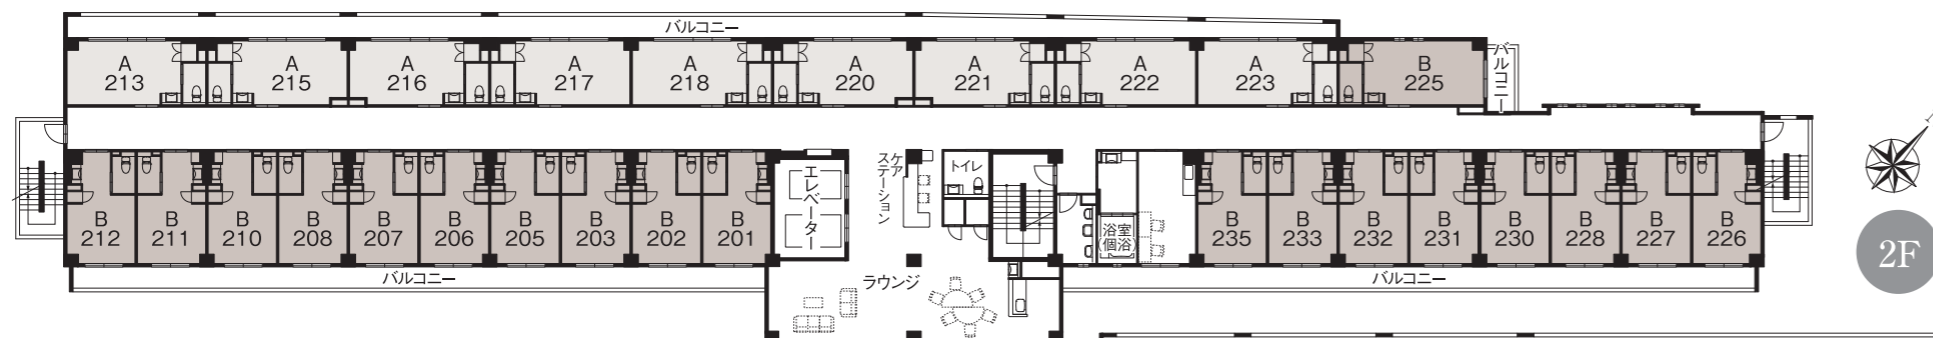 バルコニー
A
213
A
215
A
216
A
217
A
218
A
220
A
221
A
222
A
223
B
225
バルコニー
B
212
B
211
B
210
B
208
B
207
B
206
B
205
B
203
B
202
B
201
エレベーター
ケア
ステーション
トイレ
浴室
(個浴)
B
235
B
233
B
232
B
231
B
230
B
228
B
227
B
226
バルコニー
ラウンジ
バルコニー
2F